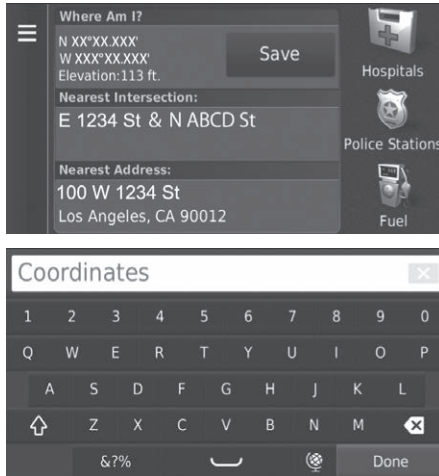 Where Am I?
N XX°XX.XXX'
W XXX°XX.XXX'
Elevation:113 ft.
Save
Hospitals
Nearest Intersection:
E 1234 St & N ABCD St
Police Stations
Nearest Address:
100 W 1234 St
Los Angeles, CA 90012
Fuel
Coordinates
1 2 3 4 5 6 7 8 9 0
Q W E R T Y U I O P
A S D F G H J K L
Z X C V B N M
&?% Done